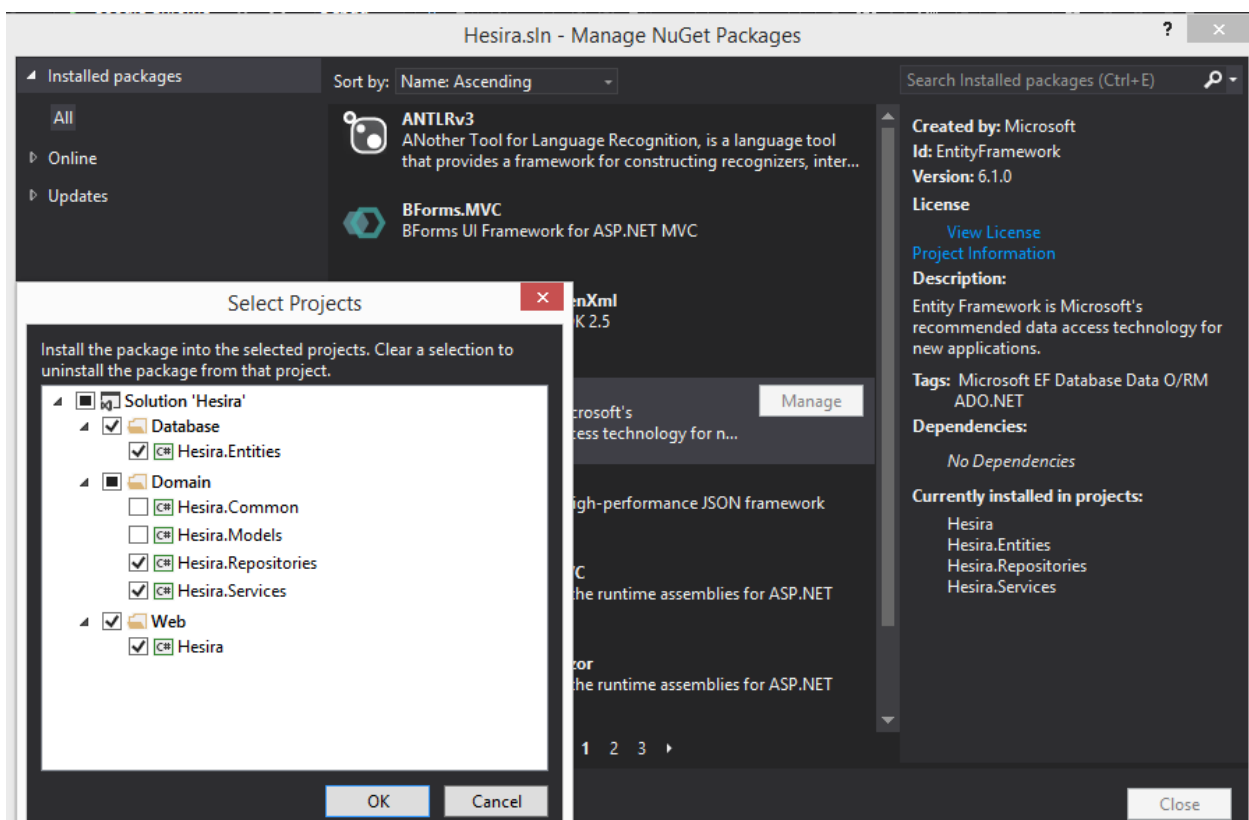 Hesira.sln - Manage NuGet Packages
?
Installed packages
All
Online
Updates
Sort by: Name: Ascending
Search Installed packages (Ctrl+E)
ANTLRv3
ANother Tool for Language Recognition, is a language tool
that provides a framework for constructing recognizers, inter...
BForms.MVC
BForms UI Framework for ASP.NET MVC
enXml
K 2.5
crosoft's
cess technology for n...
Manage
igh-performance JSON framework
C
he runtime assemblies for ASP.NET
zor
he runtime assemblies for ASP.NET
1 2 3
Created by: Microsoft
Id: EntityFramework
Version: 6.1.0
License
View License
Project Information
Description:
Entity Framework is Microsoft's
recommended data access technology for
new applications.
Tags: Microsoft EF Database Data O/RM
ADO.NET
Dependencies:
No Dependencies
Currently installed in projects:
Hesira
Hesira.Entities
Hesira.Repositories
Hesira.Services
Close
Select Projects
Install the package into the selected projects. Clear a selection to
uninstall the package from that project.
Solution 'Hesira'
Database
C# Hesira.Entities
Domain
C# Hesira.Common
C# Hesira.Models
C# Hesira.Repositories
C# Hesira.Services
Web
C# Hesira
OK Cancel